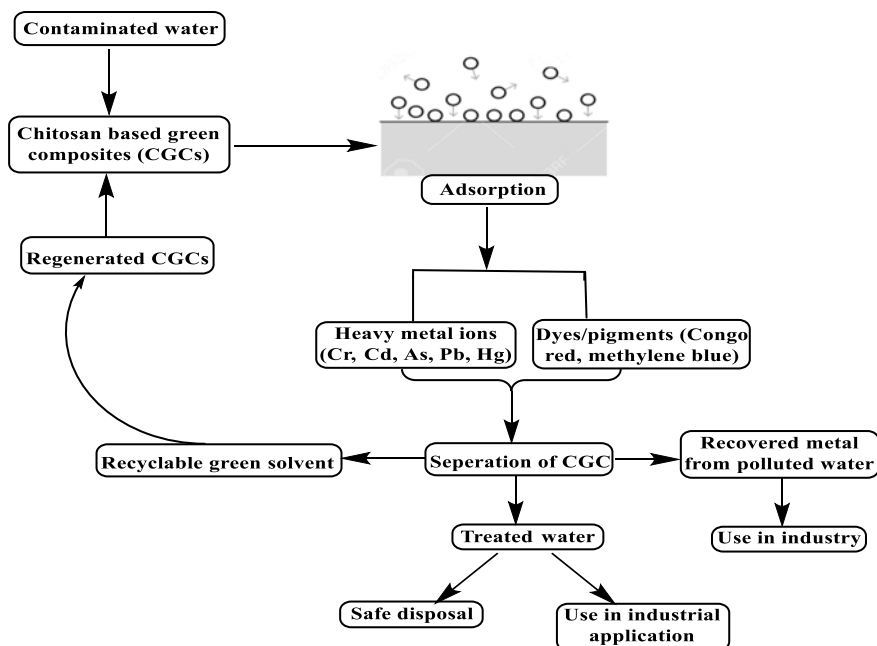 Contaminated water
Chitosan based green
composites (CGCs)
Adsorption
Regenerated CGCs
Heavy metal ions
(Cr, Cd, As, Pb, Hg)
Dyes/pigments (Congo
red, methylene blue)
Recyclable green solvent
Seperation of CGC
Recovered metal
from polluted water
Treated water
Use in industry
Safe disposal
Use in industrial
application